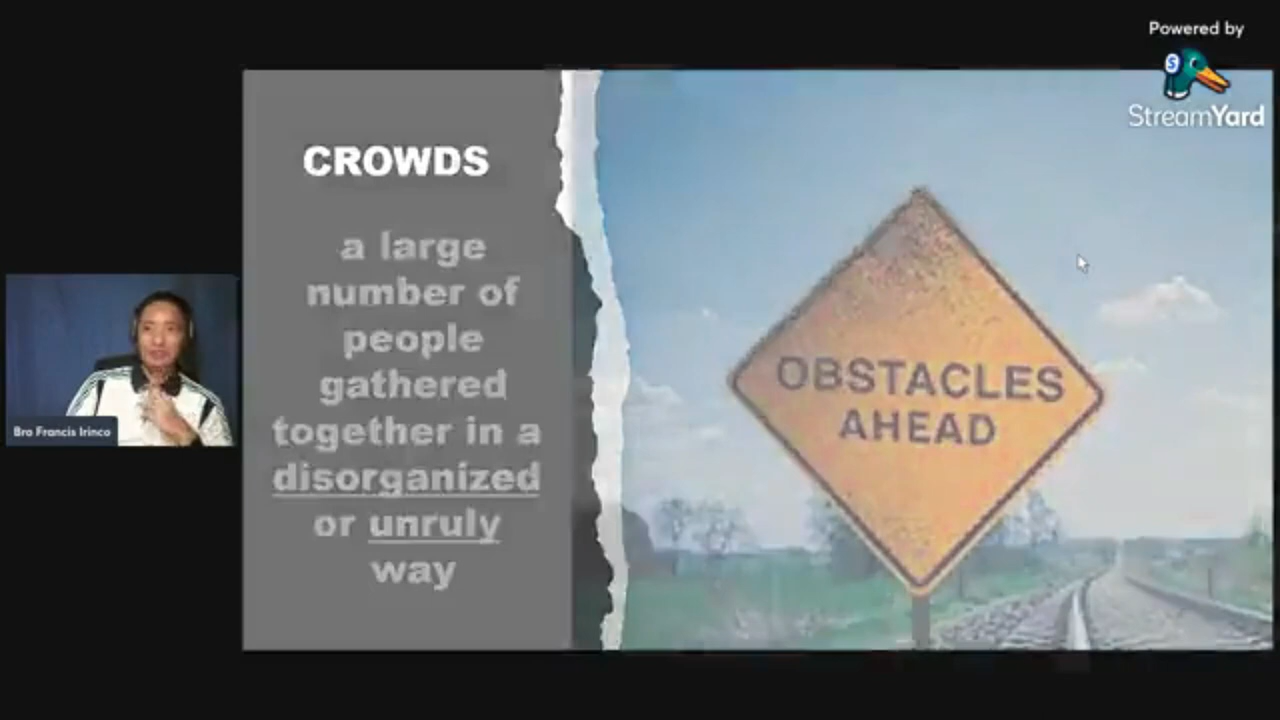 Powered by
StreamYard
CROWDS
a large
number of
people
gathered
together in a
disorganized
or unruly
way
OBSTACLES
AHEAD
Bro Francis Irinco